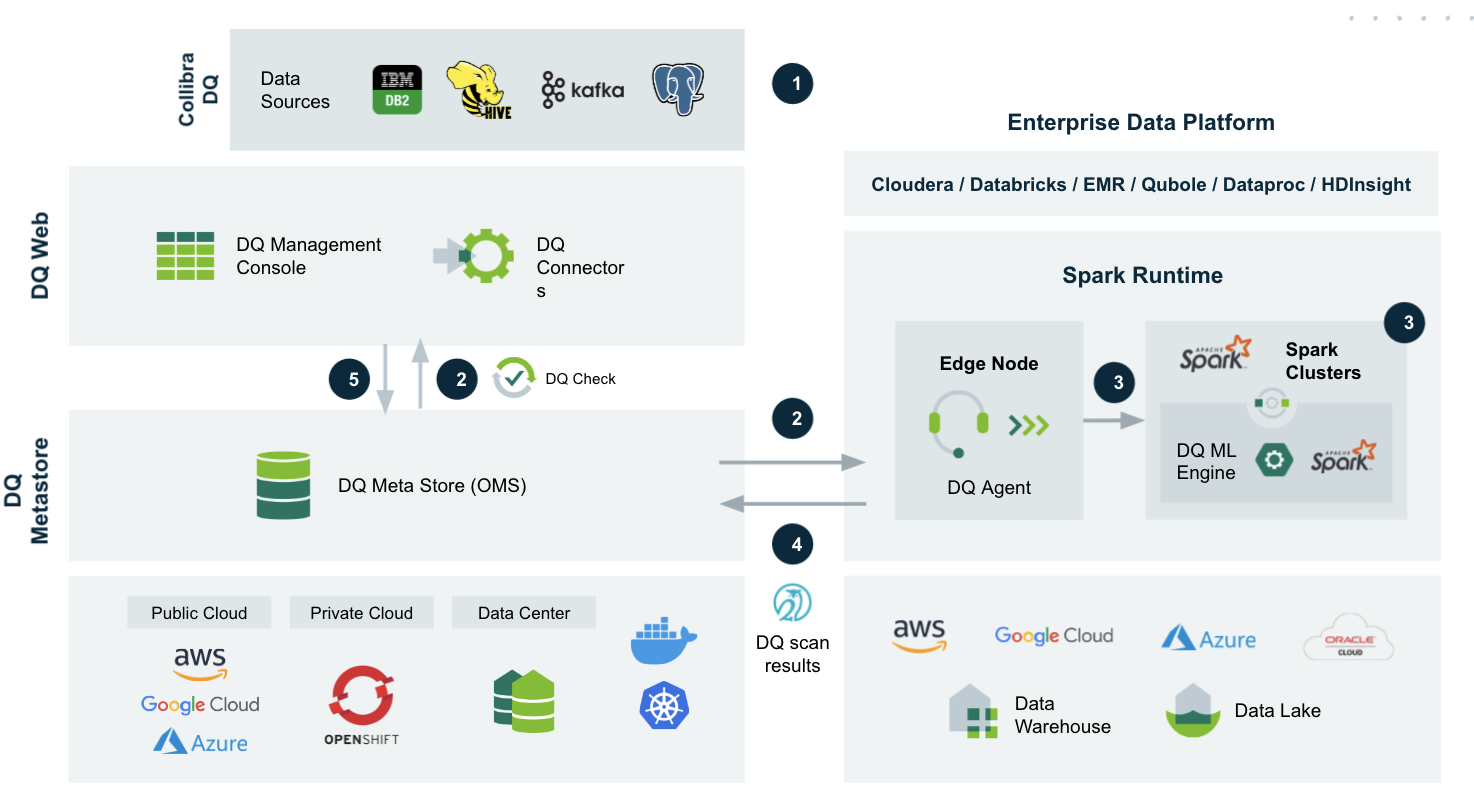 Collibra
DQ
Data
Sources
IBM
DB2
HIVE
kafka
1
DQ Web
DQ Management
Console
DQ
Connector
s
5
2
DQ Check
DQ
Metastore
DQ Meta Store (OMS)
2
4
DQ scan
results
Public Cloud
Private Cloud
Data Center
aws
Google Cloud
Azure
OPENSHIFT
Enterprise Data Platform
Cloudera / Databricks / EMR / Qubole / Dataproc / HDInsight
Spark Runtime
Edge Node
DQ Agent
3
3
APACHE
Spark
Spark
Clusters
DQ ML
Engine
APACHE
Spark
aws
Google Cloud
Azure
ORACLE
CLOUD
Data
Warehouse
Data Lake